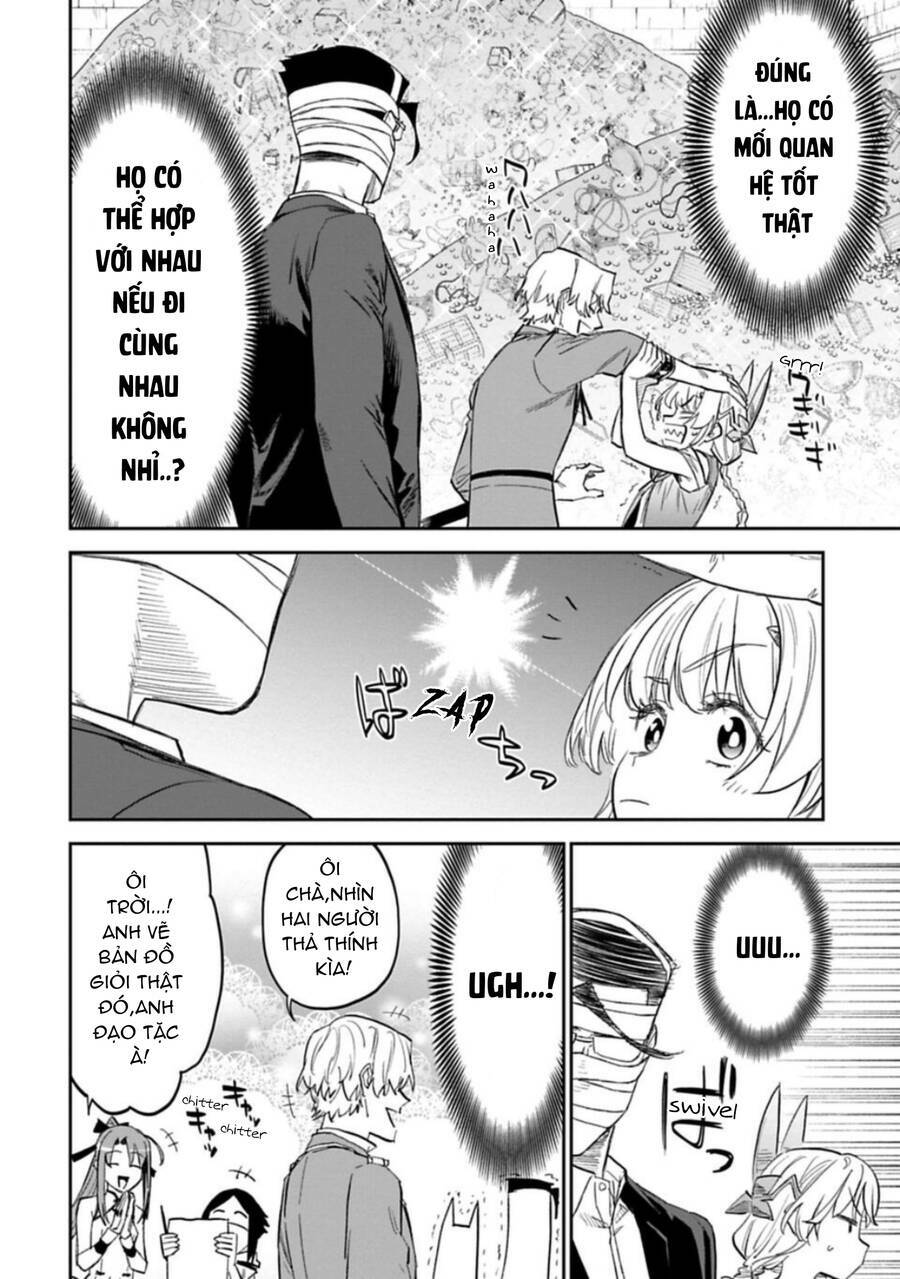 ĐÚNG
LÀ...HỌ CÓ
MỐI QUAN
HỆ TỐT
THẬT
wahaha
ワハハハ
HỌ CÓ
THỂ HỢP
VỚI NHAU
NẾU ĐI
CÙNG
NHAU
KHÔNG
NHỈ..?
Grrr!
ワギギギ
ZAP
ばちっ
UUU...
swivel
UGH...!
ÔI
CHÀ,NHÌN
HAI NGƯỜI
THẢ THÍNH
KÌA!
ÔI
TRỜI...!
ANH VẼ
BẢN ĐỒ
GIỎI THẬT
ĐÓ,ANH
ĐẠO TẶC
À!
chitter
chitter
キャッ
キャッ